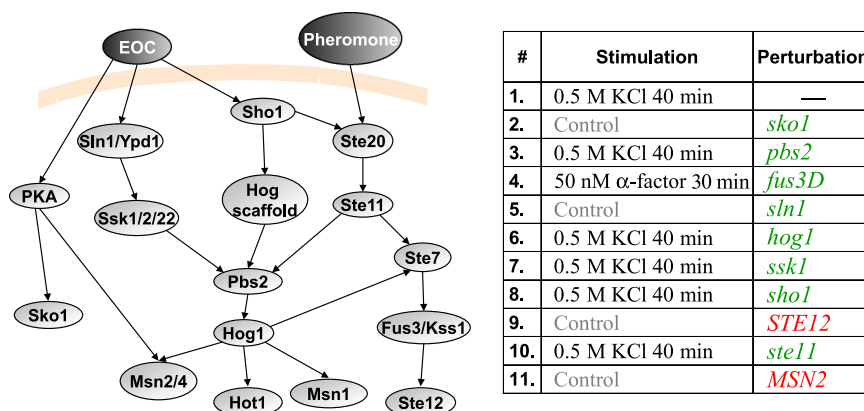 EOC
Pheromone
Sho1
Sln1/Ypd1
Ste20
PKA
Hog
scaffold
Ssk1/2/22
Ste11
Ste7
Pbs2
Sko1
Hog1
Fus3/Kss1
Msn2/4
Hot1
Msn1
Ste12
# Stimulation Perturbation
1. 0.5 M KCl 40 min —
2. Control sko1
3. 0.5 M KCl 40 min pbs2
4. 50 nM α-factor 30 min fus3D
5. Control sln1
6. 0.5 M KCl 40 min hog1
7. 0.5 M KCl 40 min ssk1
8. 0.5 M KCl 40 min sho1
9. Control STE12
10. 0.5 M KCl 40 min ste11
11. Control MSN2